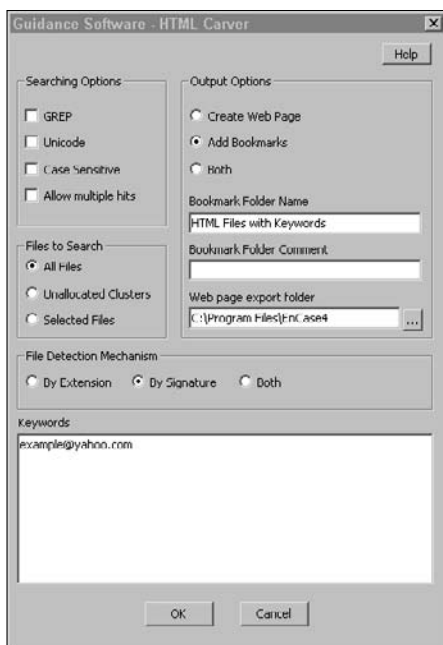 Guidance Software - HTML Carver
Help
Searching Options
GREP
Unicode
Case Sensitive
Allow multiple hits
Output Options
Create Web Page
Add Bookmarks
Both
Bookmark Folder Name
HTML Files with Keywords
Bookmark Folder Comment
Web page export folder
C:\Program Files\EnCase4
...
Files to Search
All Files
Unallocated Clusters
Selected Files
File Detection Mechanism
By Extension
By Signature
Both
Keywords
example@yahoo.com
OK
Cancel